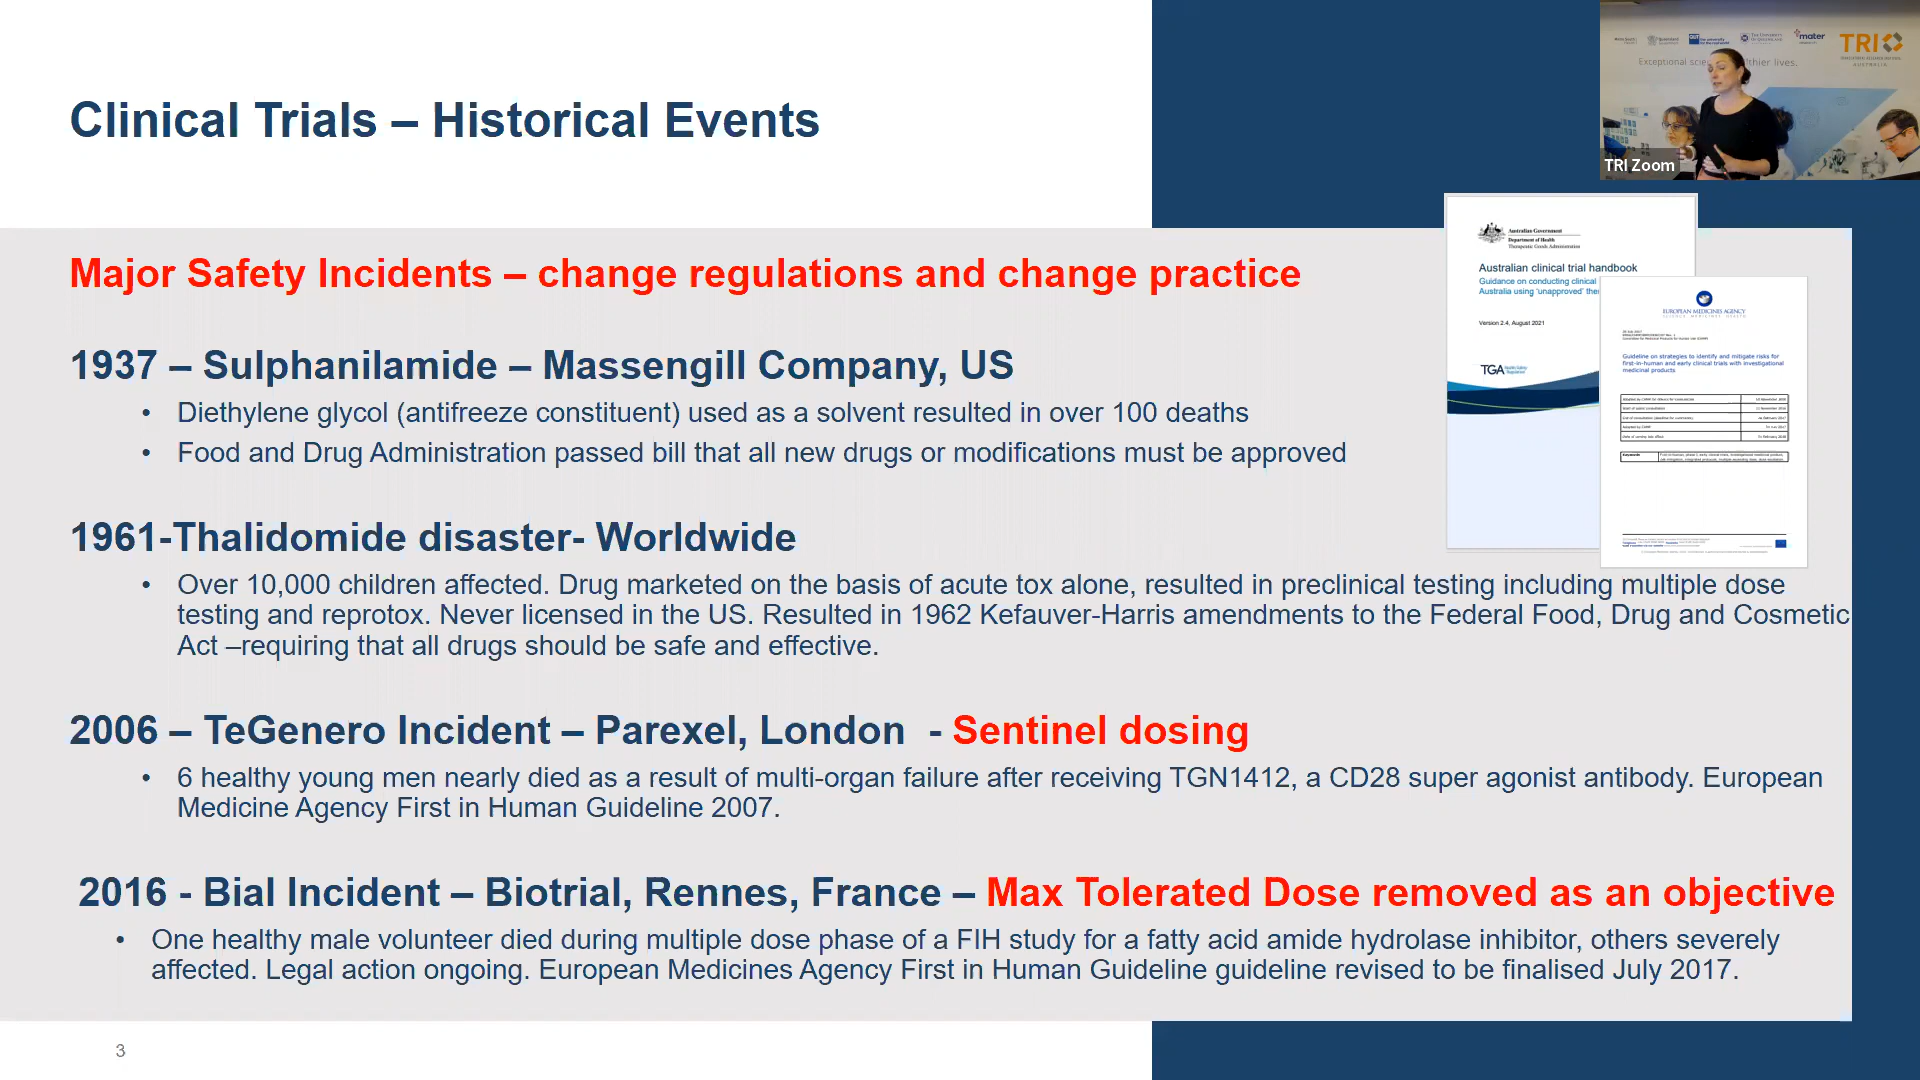 Clinical Trials – Historical Events
mater
TRI
AUSTRALIA
TRI Zoom
Major Safety Incidents – change regulations and change practice
1937 – Sulphanilamide – Massengill Company, US
• Diethylene glycol (antifreeze constituent) used as a solvent resulted in over 100 deaths
• Food and Drug Administration passed bill that all new drugs or modifications must be approved
1961-Thalidomide disaster- Worldwide
• Over 10,000 children affected. Drug marketed on the basis of acute tox alone, resulted in preclinical testing including multiple dose
testing and reprotox. Never licensed in the US. Resulted in 1962 Kefauver-Harris amendments to the Federal Food, Drug and Cosmetic
Act –requiring that all drugs should be safe and effective.
2006 – TeGenero Incident – Parexel, London - Sentinel dosing
• 6 healthy young men nearly died as a result of multi-organ failure after receiving TGN1412, a CD28 super agonist antibody. European
Medicine Agency First in Human Guideline 2007.
2016 - Bial Incident – Biotrial, Rennes, France – Max Tolerated Dose removed as an objective
• One healthy male volunteer died during multiple dose phase of a FIH study for a fatty acid amide hydrolase inhibitor, others severely
affected. Legal action ongoing. European Medicines Agency First in Human Guideline guideline revised to be finalised July 2017.
Australian Government
Department of Health
Therapeutic Goods Administration
Australian clinical trial handbook
Guidance on conducting clinical
Australia using 'unapproved'
Version 2.4, August 2021
TGA
EUROPEAN MEDICINES AGENCY
SCIENCE MEDICINES HEALTH
Guideline on strategies to identify and mitigate risks for
first-in-human and early clinical trials with investigational
medicinal products
3